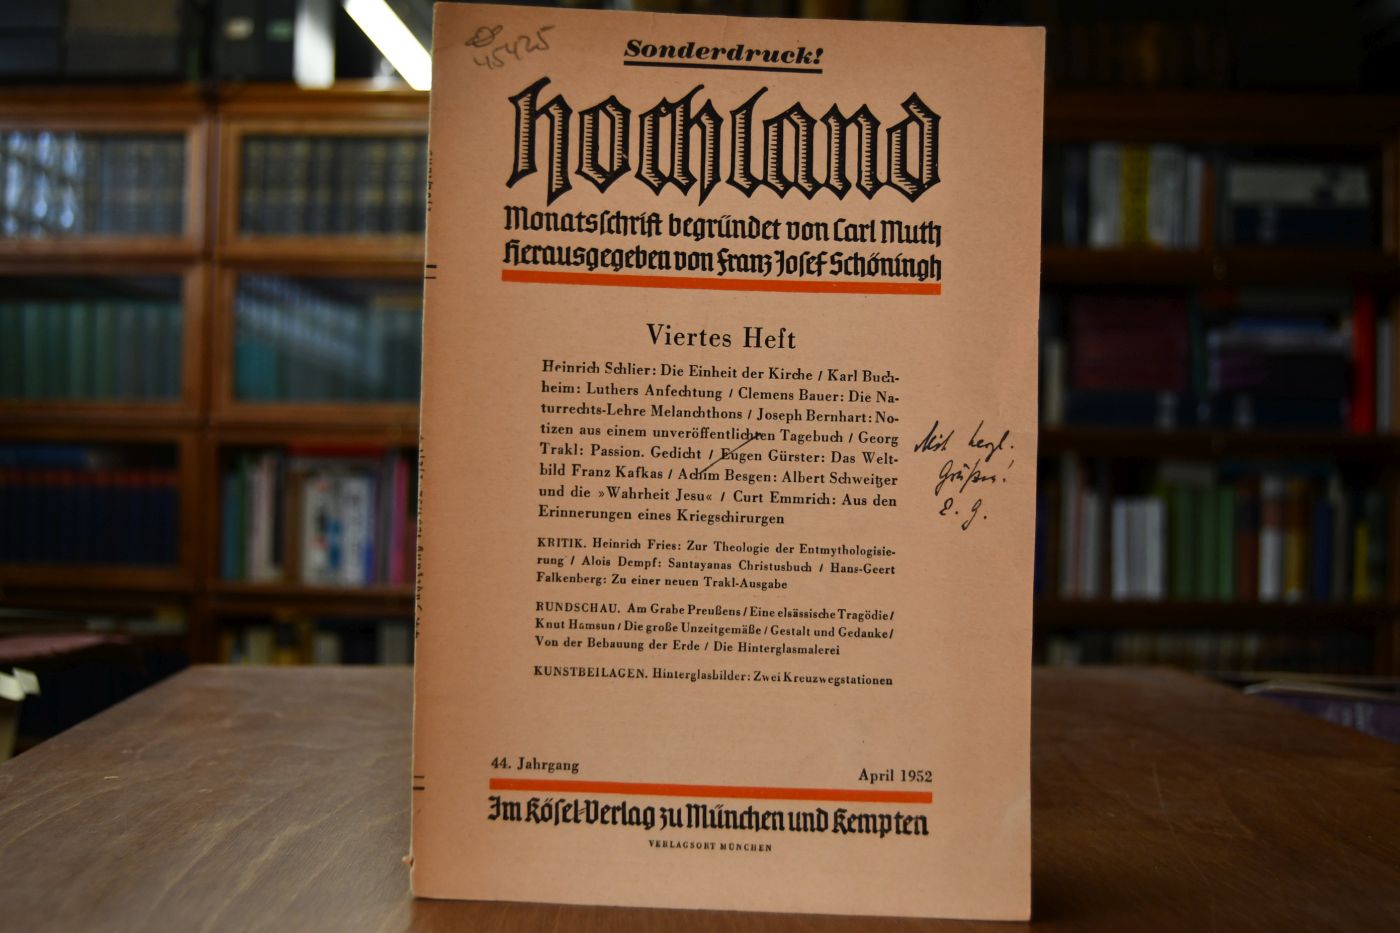 45425
Sonderdruck!
Hochland
Monatsschrift begründet von Carl Muth
Herausgegeben von Franz Josef Schöningh
Viertes Heft
Heinrich Schlier: Die Einheit der Kirche / Karl Buch-
heim: Luthers Anfechtung / Clemens Bauer: Die Na-
turrechts-Lehre Melanchthons / Joseph Bernhart: No-
tizen aus einem unveröffentlichten Tagebuch / Georg
Trakl: Passion. Gedicht / Eugen Gürster: Das Welt-
bild Franz Kafkas / Achim Besgen: Albert Schweitzer
und die »Wahrheit Jesu« / Curt Emmrich: Aus den
Erinnerungen eines Kriegschirurgen
Mit herzl.
Grüßen!
E. G.
KRITIK. Heinrich Fries: Zur Theologie der Entmythologisie-
rung / Alois Dempf: Santayanas Christusbuch / Hans-Geert
Falkenberg: Zu einer neuen Trakl-Ausgabe
RUNDSCHAU. Am Grabe Preußens / Eine elsässische Tragödie /
Knut Hamsun / Die große Unzeitgemäße / Gestalt und Gedanke /
Von der Behauung der Erde / Die Hinterglasmalerei
KUNSTBEILAGEN. Hinterglasbilder: Zwei Kreuzwegstationen
44. Jahrgang
April 1952
Im Kösel-Verlag zu München und Kempten
VERLAGSORT MÜNCHEN